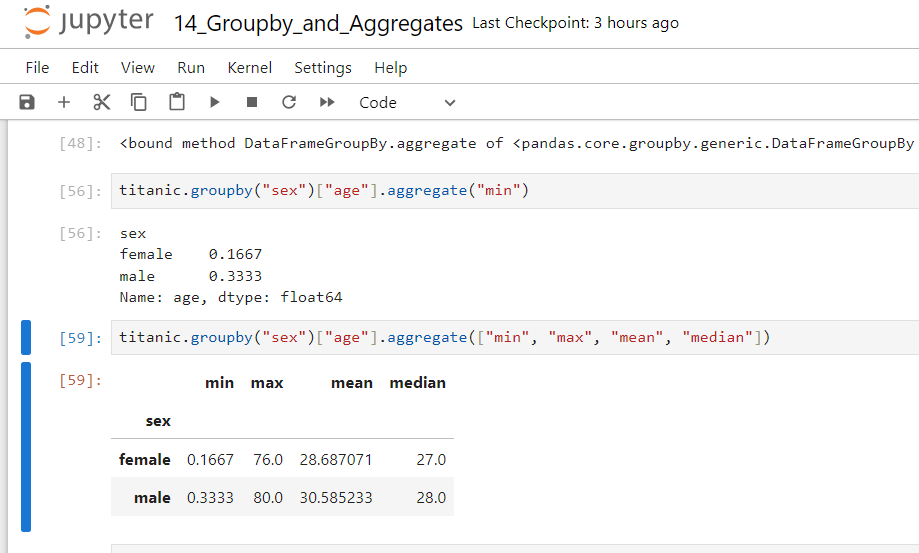 jupyter 14_Groupby_and_Aggregates Last Checkpoint: 3 hours ago
File Edit View Run Kernel Settings Help
Code
[48]: <bound method DataFrameGroupBy.aggregate of <pandas.core.groupby.generic.DataFrameGroupBy
[56]: titanic.groupby("sex")["age"].aggregate("min")
[56]: sex
female 0.1667
male 0.3333
Name: age, dtype: float64
[59]: titanic.groupby("sex")["age"].aggregate(["min", "max", "mean", "median"])
[59]: min max mean median
sex
female 0.1667 76.0 28.687071 27.0
male 0.3333 80.0 30.585233 28.0